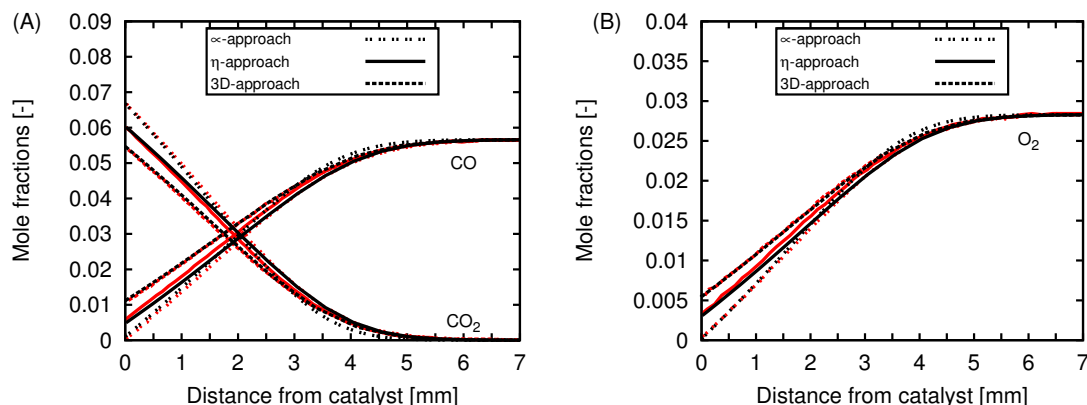 (A)
Mole fractions [-]
0.09
0.08
0.07
0.06
0.05
0.04
0.03
0.02
0.01
0
∝-approach
η-approach
3D-approach
CO
CO2
0 1 2 3 4 5 6 7
Distance from catalyst [mm]
(B)
Mole fractions [-]
0.04
0.035
0.03
0.025
0.02
0.015
0.01
0.005
0
∝-approach
η-approach
3D-approach
O2
0 1 2 3 4 5 6 7
Distance from catalyst [mm]